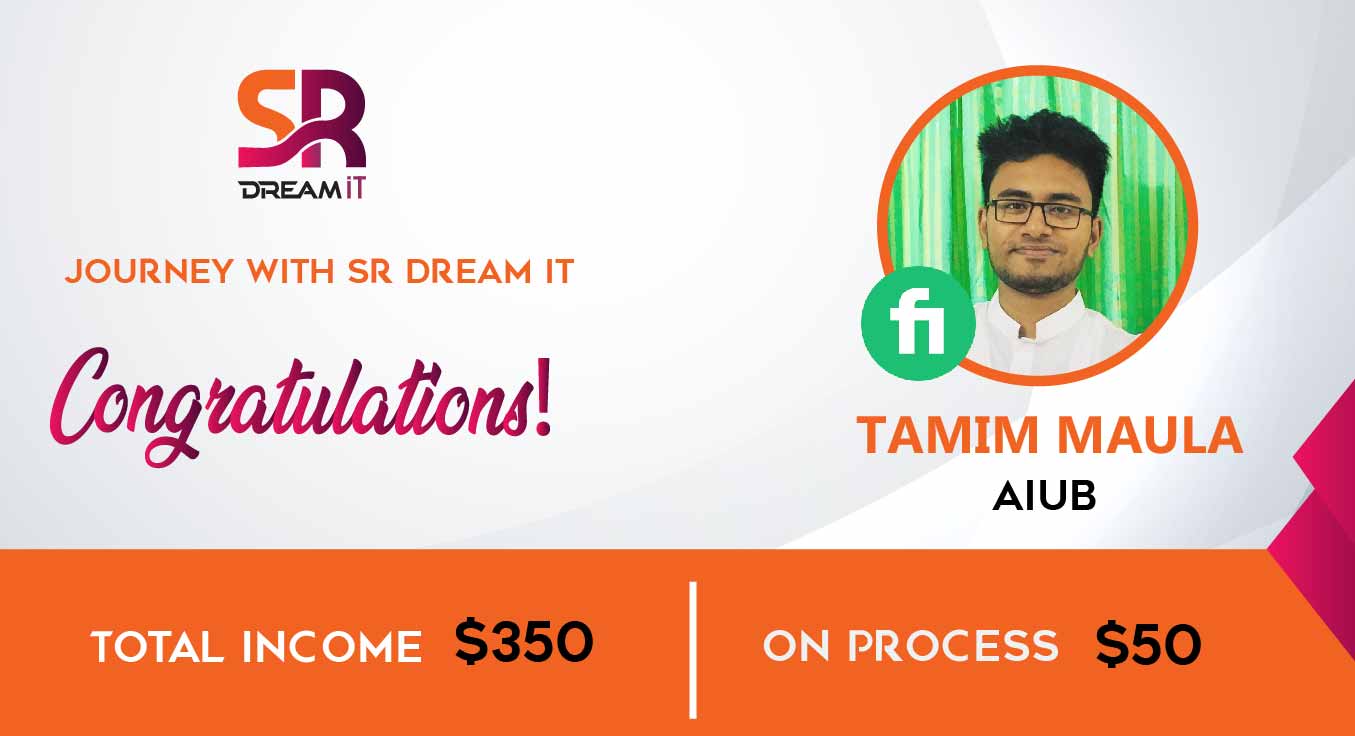 SR
DREAM iT
JOURNEY WITH SR DREAM IT
Congratulations!
fi
TAMIM MAULA
AIUB
TOTAL INCOME $350
ON PROCESS $50